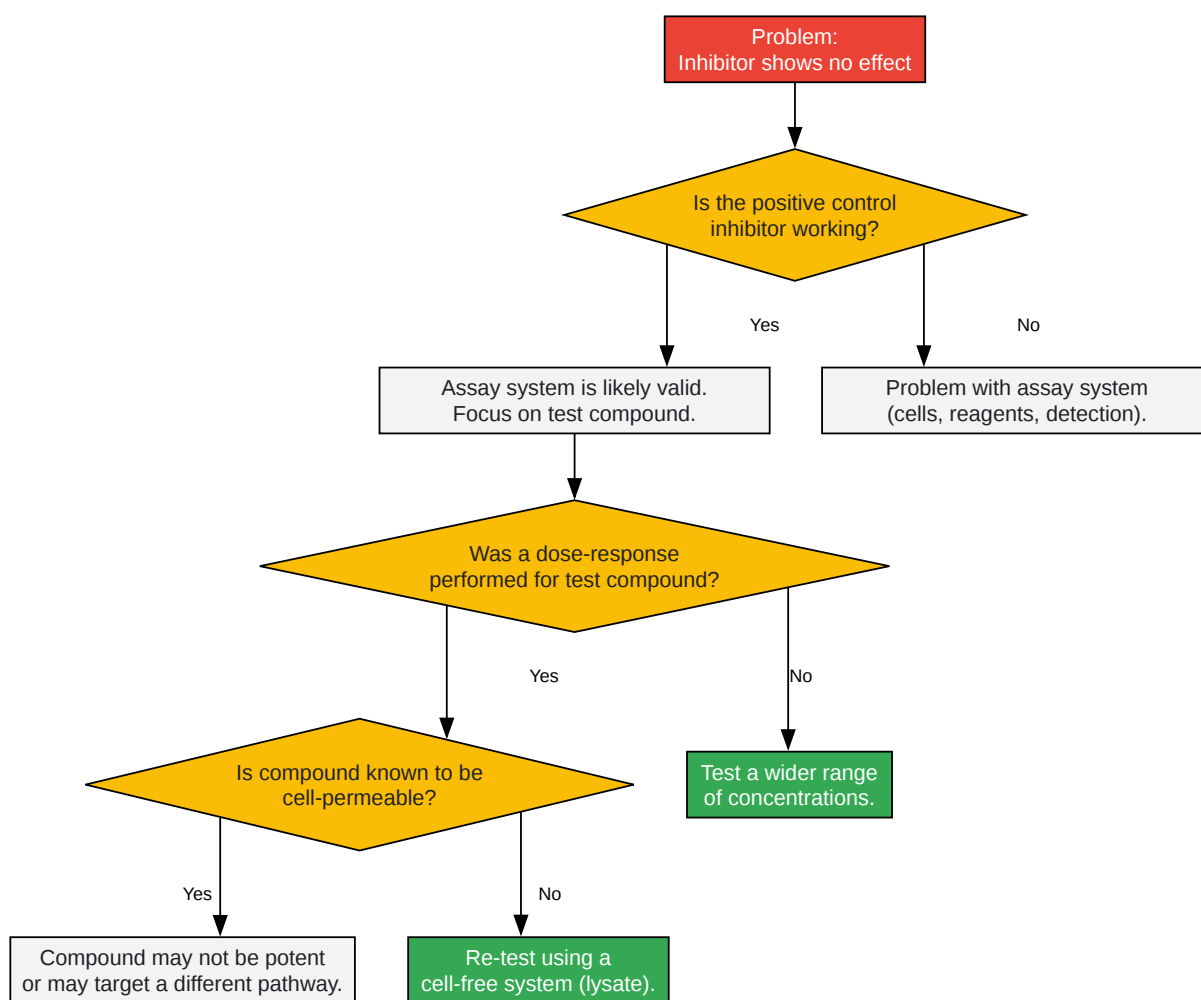 Problem:
Inhibitor shows no effect
Is the positive control
inhibitor working?
Yes
No
Assay system is likely valid.
Focus on test compound.
Problem with assay system
(cells, reagents, detection).
Was a dose-response
performed for test compound?
Yes
No
Is compound known to be
cell-permeable?
Test a wider range
of concentrations.
Yes
No
Compound may not be potent
or may target a different pathway.
Re-test using a
cell-free system (lysate).